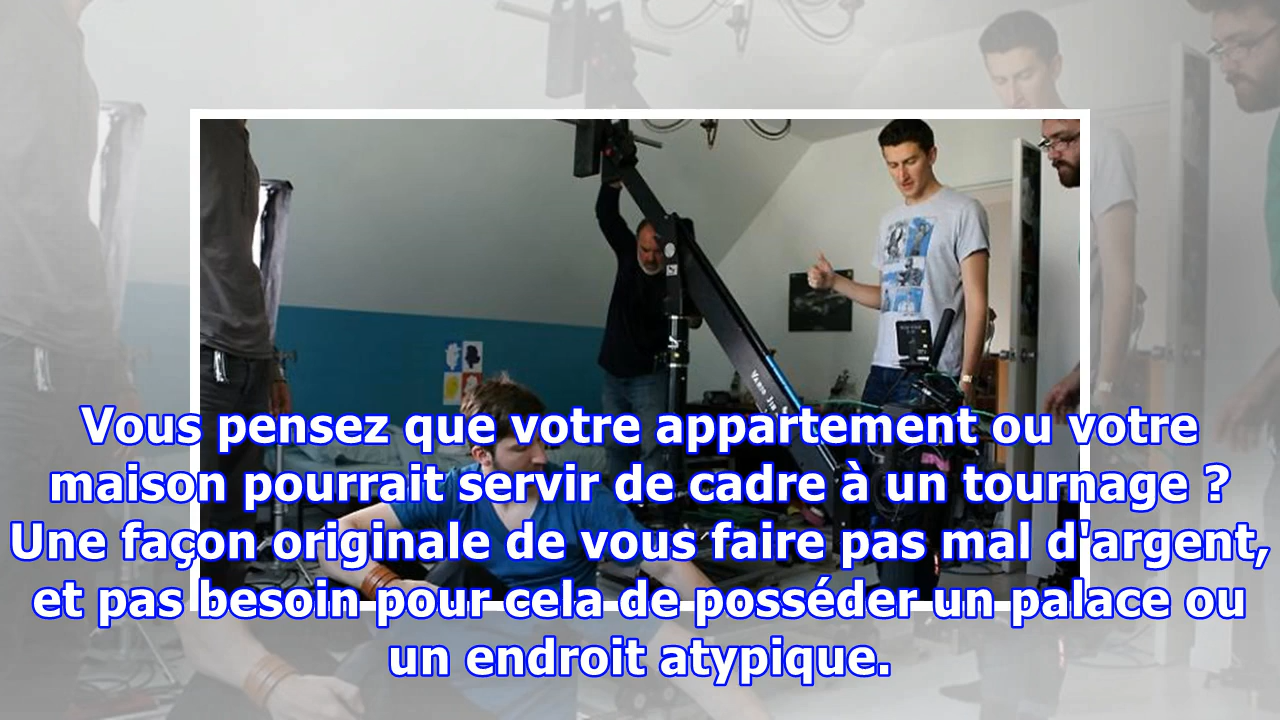 Vous pensez que votre appartement ou votre
maison pourrait servir de cadre à un tournage ?
Une façon originale de vous faire pas mal d'argent,
et pas besoin pour cela de posséder un palace ou
un endroit atypique.